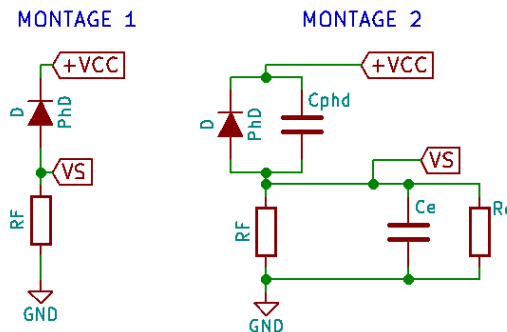 MONTAGE 1
+VCC
D
PhD
VS
RF
GND
MONTAGE 2
+VCC
Cphd
D
PhD
VS
RF
Ce
GND